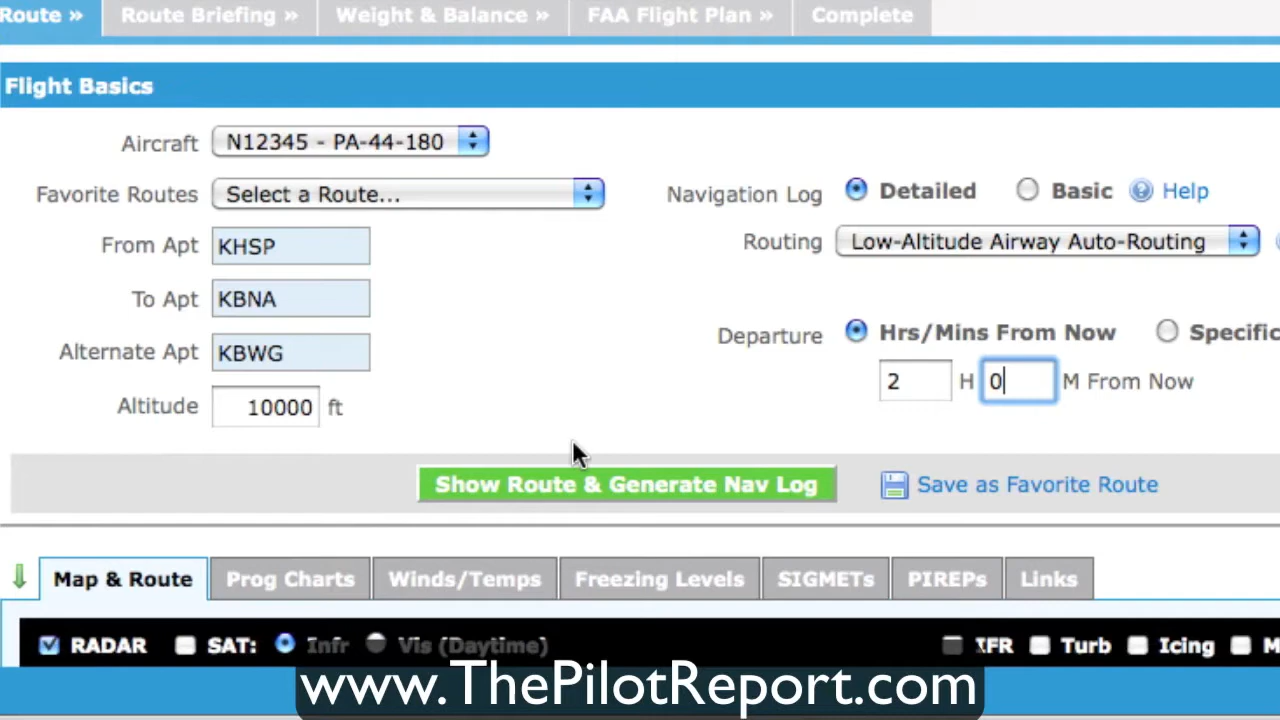 Route » Route Briefing » Weight & Balance » FAA Flight Plan » Complete
Flight Basics
Aircraft N12345 - PA-44-180
Favorite Routes Select a Route... Navigation Log Detailed Basic Help
From Apt KHSP Routing Low-Altitude Airway Auto-Routing
To Apt KBNA
Departure Hrs/Mins From Now Specific
Alternate Apt KBWG
2 H 0 M From Now
Altitude 10000 ft
Show Route & Generate Nav Log Save as Favorite Route
Map & Route Prog Charts Winds/Temps Freezing Levels SIGMETs PIREPs Links
RADAR SAT: Infr Vis (Daytime) IFR Turb Icing M
www.ThePilotReport.com